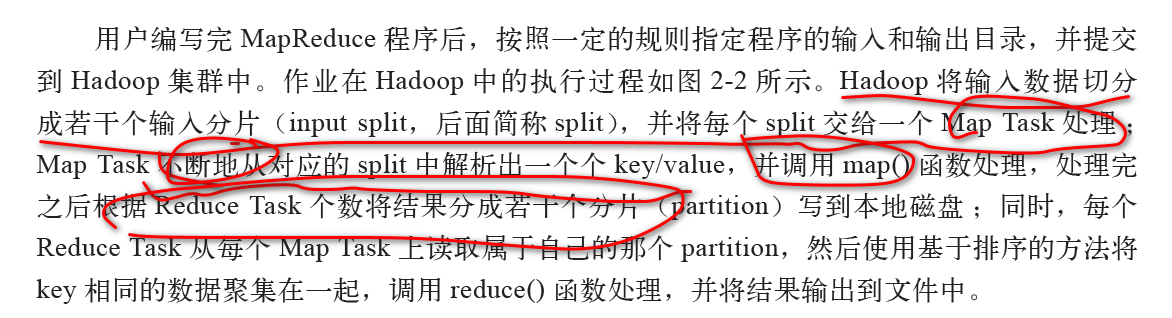 用户编写完 MapReduce 程序后，按照一定的规则指定程序的输入和输出目录，并提交
到 Hadoop 集群中。作业在 Hadoop 中的执行过程如图 2-2 所示。Hadoop 将输入数据切分
成若干个输入分片（input split，后面简称 split），并将每个 split 交给一个 Map Task 处理；
Map Task 不断地从对应的 split 中解析出一个个 key/value，并调用 map() 函数处理，处理完
之后根据 Reduce Task 个数将结果分成若干个分片（partition）写到本地磁盘；同时，每个
Reduce Task 从每个 Map Task 上读取属于自己的那个 partition，然后使用基于排序的方法将
key 相同的数据聚集在一起，调用 reduce() 函数处理，并将结果输出到文件中。